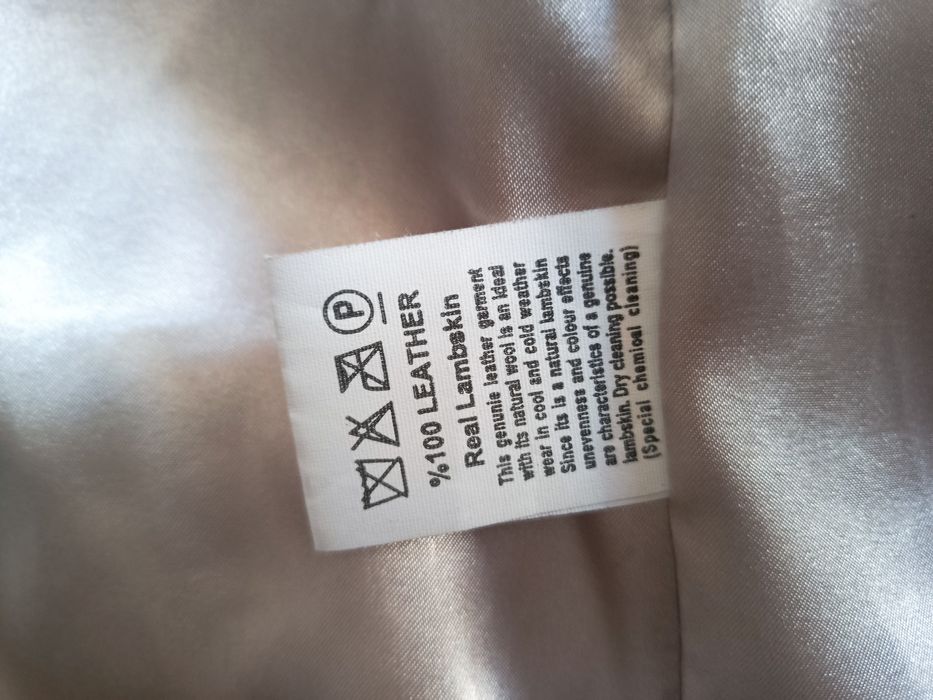 P
%100 LEATHER
Real Lambskin
This genunie leather garment
with its natural wool is an ideal
wear in cool and cold weather
Since its is a natural lambskin
unevenness and colour effects
are characteristics of a genuine
lambskin. Dry cleaning possible.
(Special chemical cleaning)